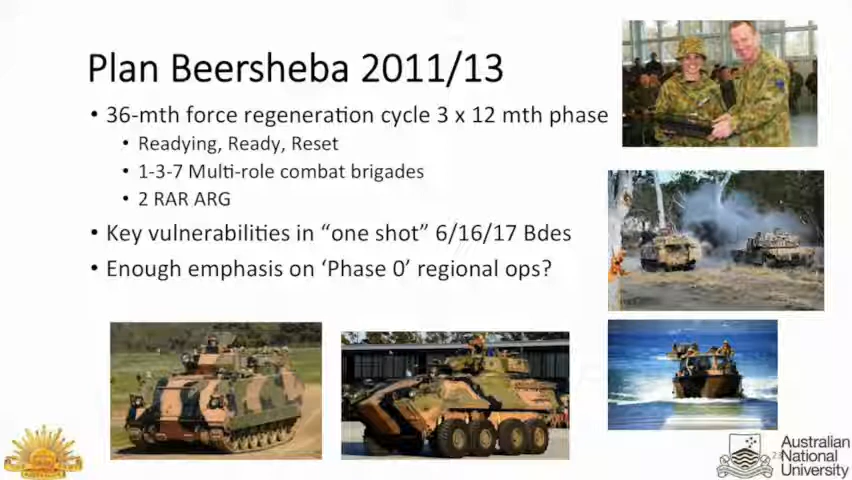 Plan Beersheba 2011/13
• 36-mth force regeneration cycle 3 x 12 mth phase
• Readying, Ready, Reset
• 1-3-7 Multi-role combat brigades
• 2 RAR ARG
• Key vulnerabilities in “one shot” 6/16/17 Bdes
• Enough emphasis on ‘Phase 0’ regional ops?
Australian
National
University